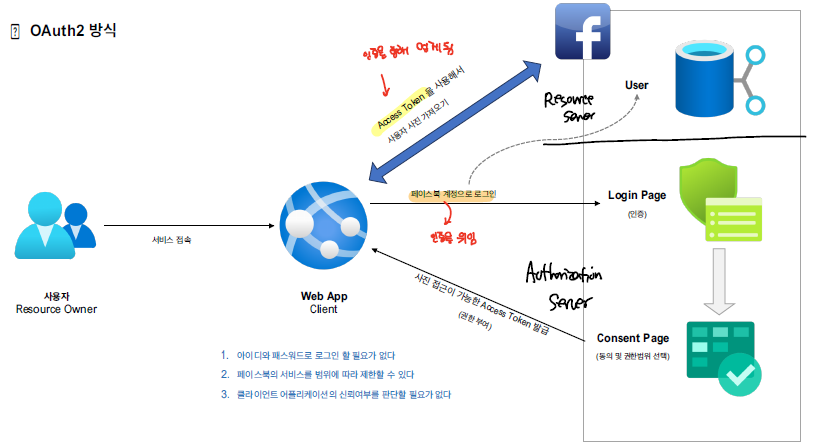 OAuth2 방식
인증을 통해 얻게 됨
Access Token 을 사용해서
사용자 사진 가져오기
User
Resource
Server
페이스북 계정으로 로그인
인증을 위임
Login Page
(인증)
서비스 접속
사용자
Resource Owner
Web App
Client
Authorization
Server
사진 접근이 가능한 Access Token 발급
(권한 부여)
Consent Page
(동의 및 권한범위 선택)
1. 아이디와 패스워드로 로그인 할 필요가 없다
2. 페이스북의 서비스를 범위에 따라 제한할 수 있다
3. 클라이언트 어플리케이션의 신뢰여부를 판단할 필요가 없다